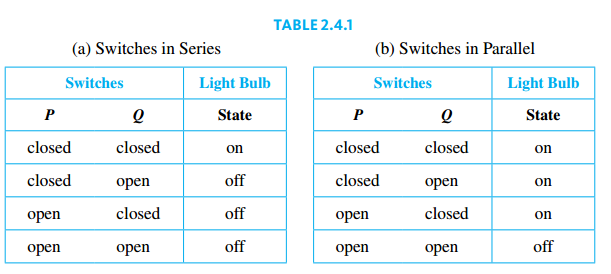 TABLE 2.4.1
(a) Switches in Series
Switches Light Bulb
P Q State
closed closed on
closed open off
open closed off
open open off
(b) Switches in Parallel
Switches Light Bulb
P Q State
closed closed on
closed open on
open closed on
open open off